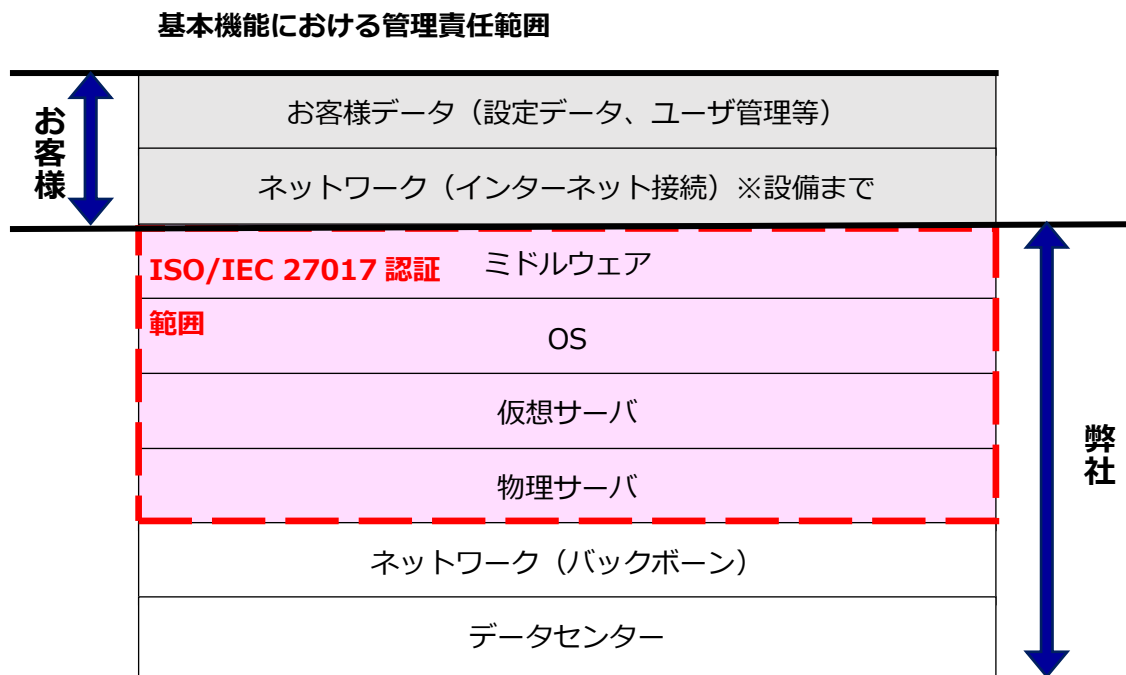 基本機能における管理責任範囲
お客様
お客様データ（設定データ、ユーザ管理等）
ネットワーク（インターネット接続）※設備まで
ISO/IEC 27017 認証
範囲
ミドルウェア
OS
仮想サーバ
物理サーバ
ネットワーク（バックボーン）
データセンター
弊社